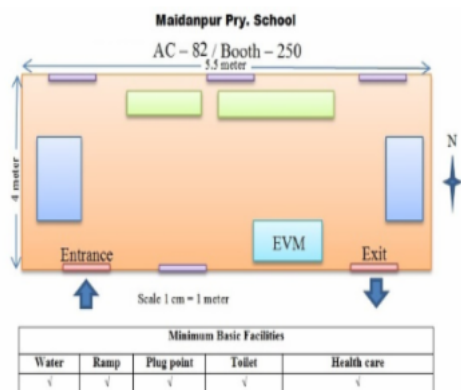 Maidanpur Pry. School
AC – 82 / Booth – 250
5.5 meter
4 meter
N
Entrance
EVM
Exit
Scale 1 cm = 1 meter
Minimum Basic Facilities
Water Ramp Plug point Toilet Health care
√ √ √ √ √